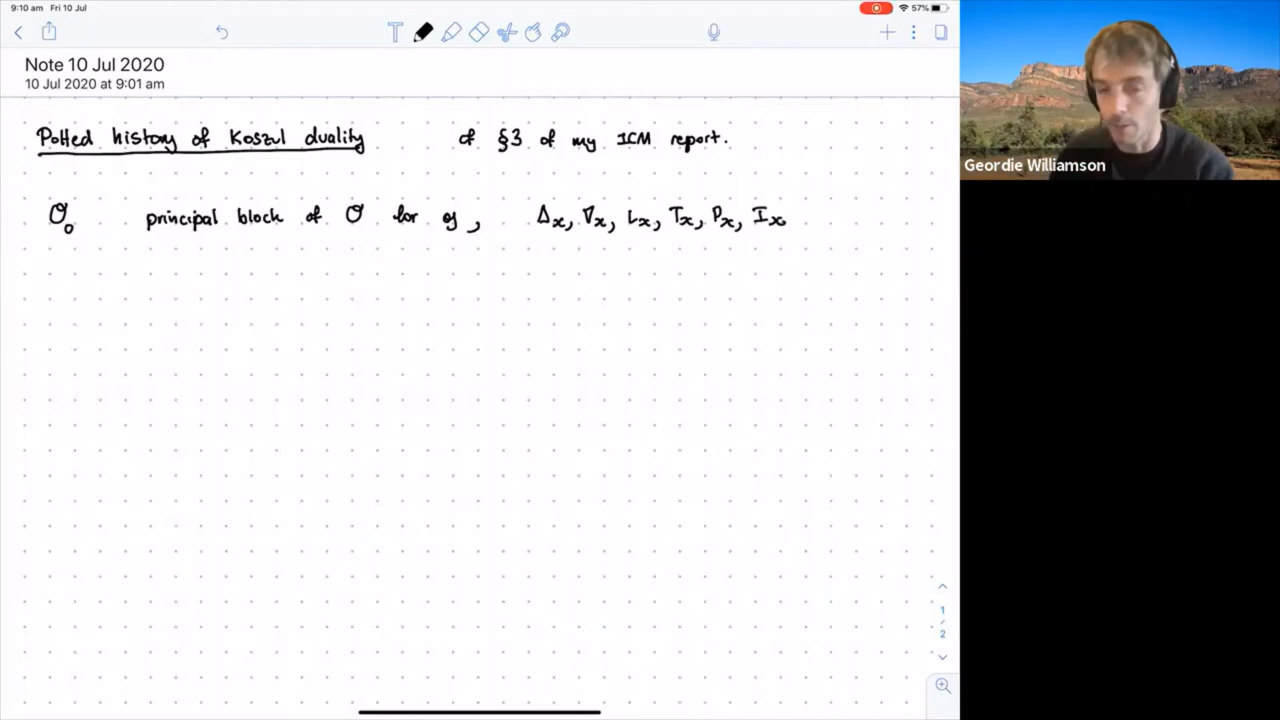 9:10 am Fri 10 Jul 57%
Note 10 Jul 2020
10 Jul 2020 at 9:01 am
Potted history of Koszul duality cf §3 of my ICM report.
𝒪₀ principal block of 𝒪 for 𝔤, Δₓ, ∇ₓ, Lₓ, Tₓ, Pₓ, Iₓ
Geordie Williamson
1
/
2